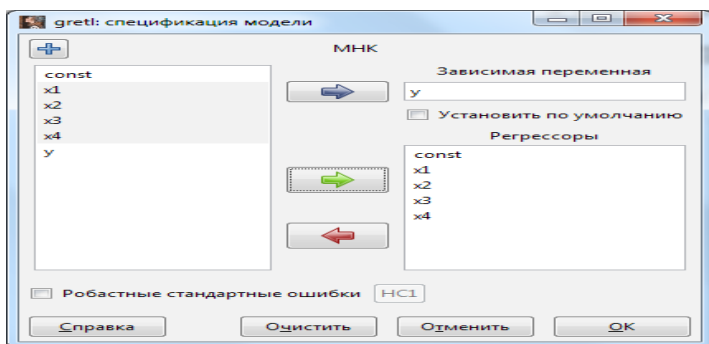 gretl: спецификация модели
МНК
const
x1
x2
x3
x4
y
Зависимая переменная
y
Установить по умолчанию
Регрессоры
const
x1
x2
x3
x4
Робастные стандартные ошибки
HC1
Справка
Очистить
Отменить
OK